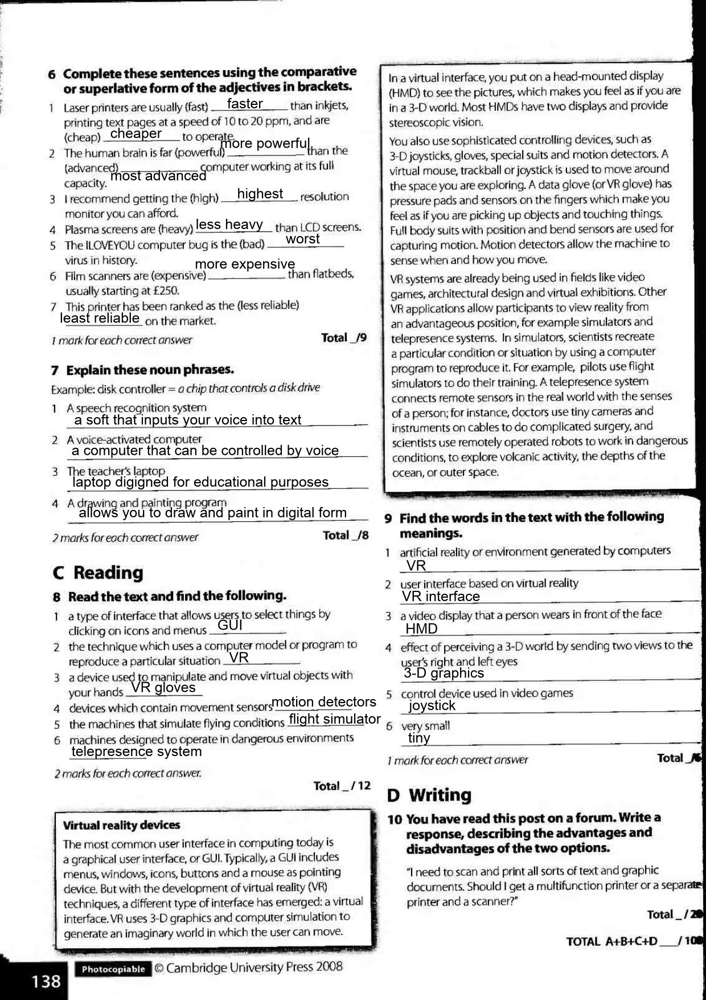 6 Complete these sentences using the comparative
or superlative form of the adjectives in brackets.
1 Laser printers are usually (fast) faster than inkjets,
printing text pages at a speed of 10 to 20 ppm, and are
(cheap) cheaper to operate.
2 The human brain is far (powerful) more powerful than the
(advanced) most advanced computer working at its full
capacity.
3 I recommend getting the (high) highest resolution
monitor you can afford.
4 Plasma screens are (heavy) less heavy than LCD screens.
5 The ILOVEYOU computer bug is the (bad) worst
virus in history.
6 Film scanners are (expensive) more expensive than flatbeds,
usually starting at £250.
7 This printer has been ranked as the (less reliable)
least reliable on the market.
1 mark for each correct answer Total _/9
7 Explain these noun phrases.
Example: disk controller = a chip that controls a disk drive
1 A speech recognition system
a soft that inputs your voice into text
2 A voice-activated computer
a computer that can be controlled by voice
3 The teacher's laptop
laptop digigned for educational purposes
4 A drawing and painting program
allows you to draw and paint in digital form
2 marks for each correct answer Total _/8
C Reading
8 Read the text and find the following.
1 a type of interface that allows users to select things by
clicking on icons and menus GUI
2 the technique which uses a computer model or program to
reproduce a particular situation VR
3 a device used to manipulate and move virtual objects with
your hands VR gloves
4 devices which contain movement sensors motion detectors
5 the machines that simulate flying conditions flight simulator
6 machines designed to operate in dangerous environments
telepresence system
2 marks for each correct answer.
Total _ / 12
Virtual reality devices
The most common user interface in computing today is
a graphical user interface, or GUI. Typically, a GUI includes
menus, windows, icons, buttons and a mouse as pointing
device. But with the development of virtual reality (VR)
techniques, a different type of interface has emerged: a virtual
interface. VR uses 3-D graphics and computer simulation to
generate an imaginary world in which the user can move.
In a virtual interface, you put on a head-mounted display
(HMD) to see the pictures, which makes you feel as if you are
in a 3-D world. Most HMDs have two displays and provide
stereoscopic vision.
You also use sophisticated controlling devices, such as
3-D joysticks, gloves, special suits and motion detectors. A
virtual mouse, trackball or joystick is used to move around
the space you are exploring. A data glove (or VR glove) has
pressure pads and sensors on the fingers which make you
feel as if you are picking up objects and touching things.
Full body suits with position and bend sensors are used for
capturing motion. Motion detectors allow the machine to
sense when and how you move.
VR systems are already being used in fields like video
games, architectural design and virtual exhibitions. Other
VR applications allow participants to view reality from
an advantageous position, for example simulators and
telepresence systems. In simulators, scientists recreate
a particular condition or situation by using a computer
program to reproduce it. For example, pilots use flight
simulators to do their training. A telepresence system
connects remote sensors in the real world with the senses
of a person; for instance, doctors use tiny cameras and
instruments on cables to do complicated surgery, and
scientists use remotely operated robots to work in dangerous
conditions, to explore volcanic activity, the depths of the
ocean, or outer space.
9 Find the words in the text with the following
meanings.
1 artificial reality or environment generated by computers
VR
2 user interface based on virtual reality
VR interface
3 a video display that a person wears in front of the face
HMD
4 effect of perceiving a 3-D world by sending two views to the
user's right and left eyes
3-D graphics
5 control device used in video games
joystick
6 very small
tiny
1 mark for each correct answer Total _/6
D Writing
10 You have read this post on a forum. Write a
response, describing the advantages and
disadvantages of the two options.
"I need to scan and print all sorts of text and graphic
documents. Should I get a multifunction printer or a separate
printer and a scanner?"
Total _ / 20
TOTAL A+B+C+D ___/ 100
138 Photocopiable © Cambridge University Press 2008